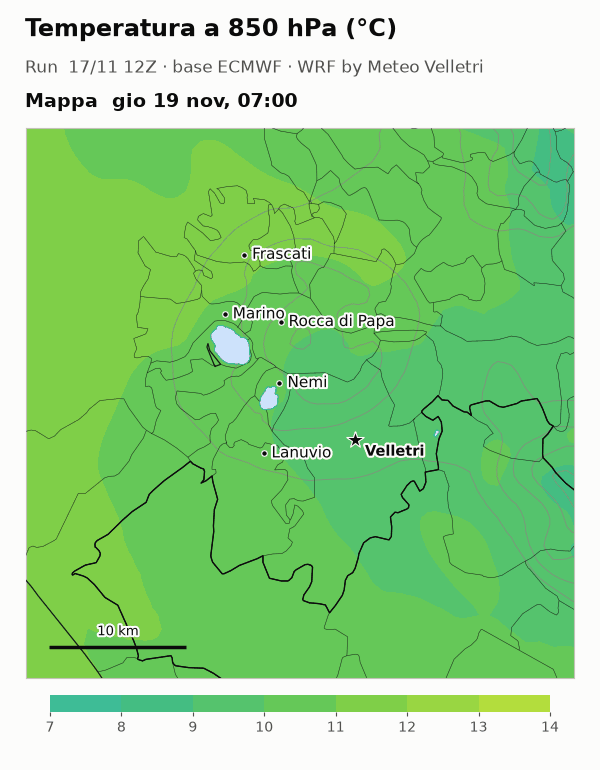 Temperatura a 850 hPa (°C)
Run  17/11 12Z · base ECMWF · WRF by Meteo Velletri
Mappa  gio 19 nov, 07:00
Frascati
Marino
Rocca di Papa
Nemi
Velletri
Lanuvio
10 km
7 8 9 10 11 12 13 14